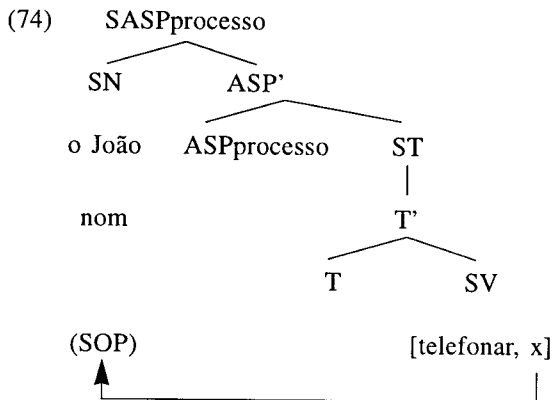 (74) SASPprocesso
SN ASP'
o João ASPprocesso ST
nom T'
T SV
(SOP) [telefonar, x]